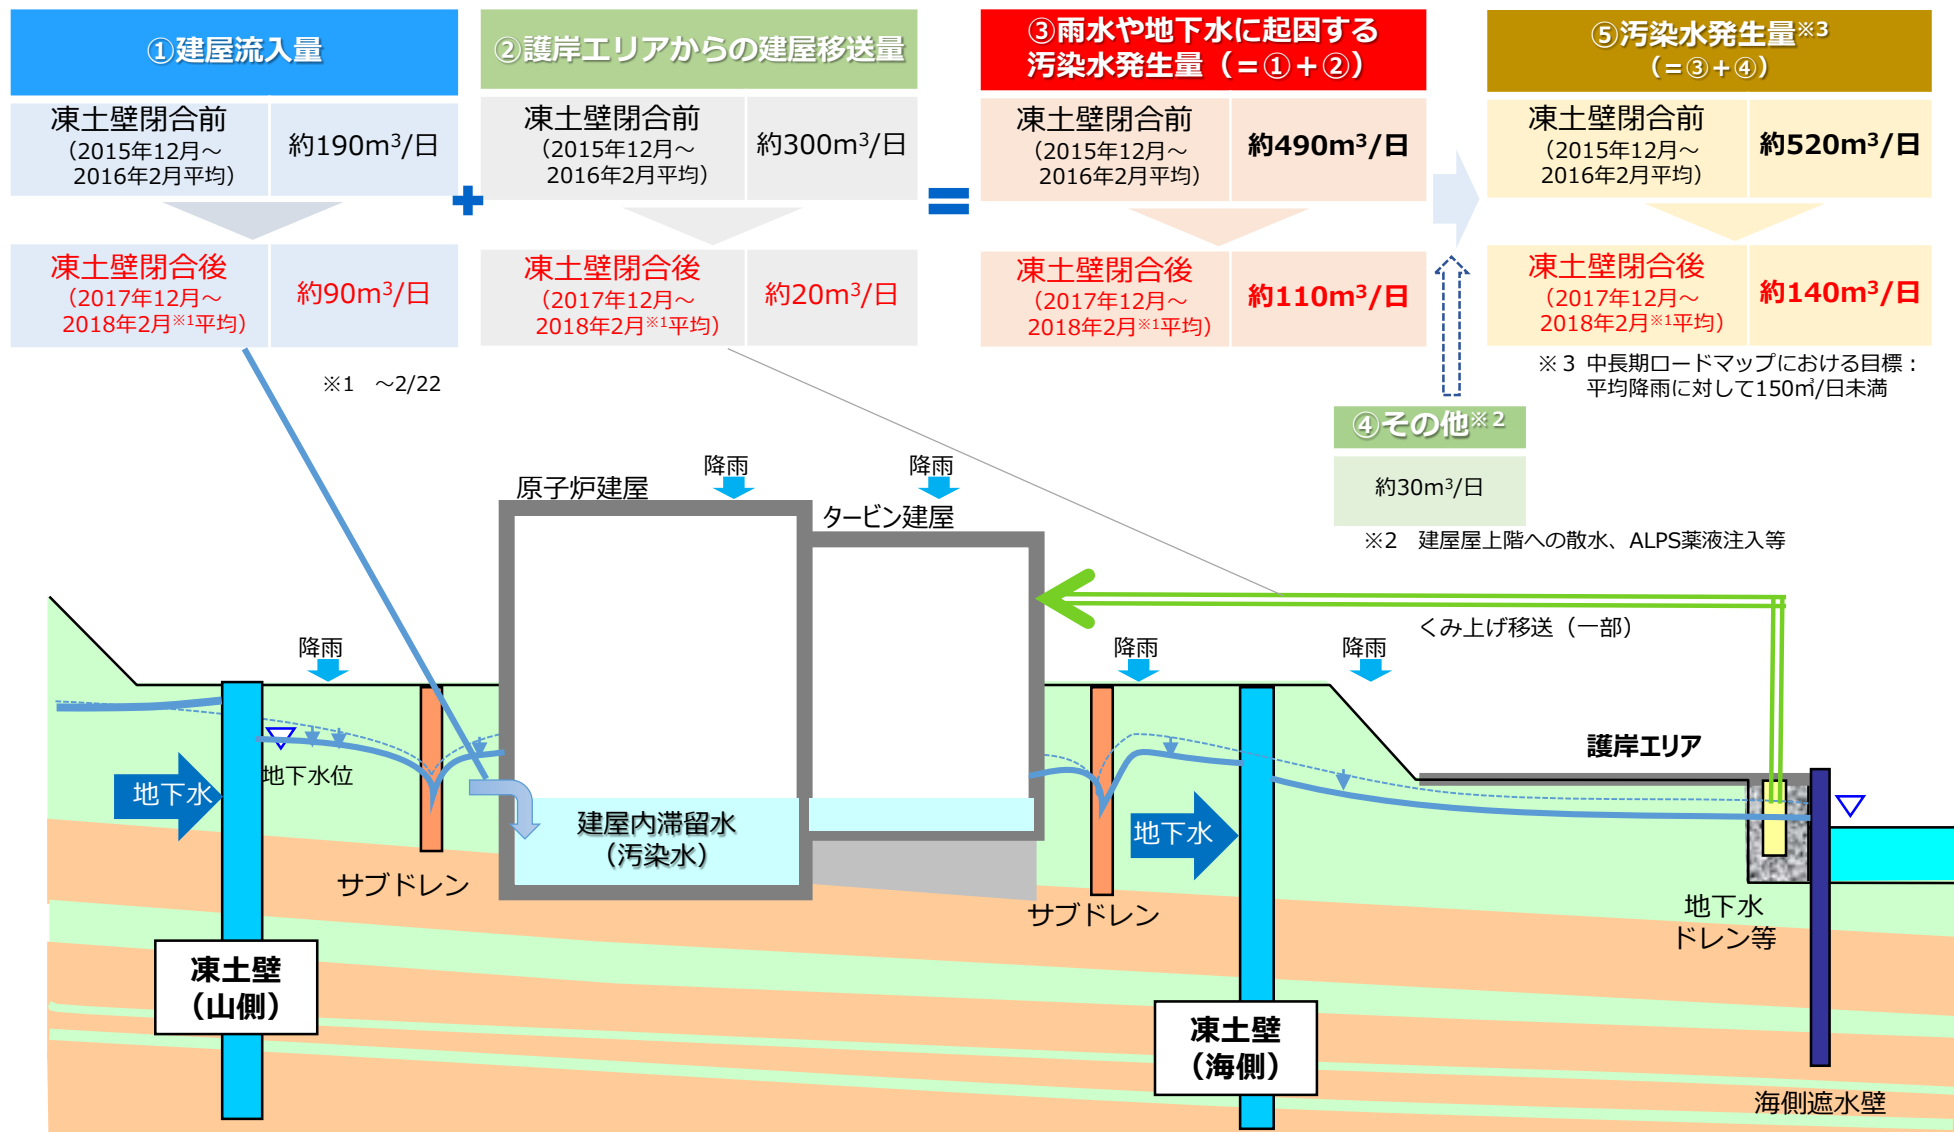 ①建屋流入量
凍土壁閉合前
（2015年12月～
2016年2月平均）
約190m³/日
凍土壁閉合後
（2017年12月～
2018年2月※1平均）
約90m³/日
※1　～2/22
②護岸エリアからの建屋移送量
凍土壁閉合前
（2015年12月～
2016年2月平均）
約300m³/日
凍土壁閉合後
（2017年12月～
2018年2月※1平均）
約20m³/日
③雨水や地下水に起因する
汚染水発生量（＝①＋②）
凍土壁閉合前
（2015年12月～
2016年2月平均）
約490m³/日
凍土壁閉合後
（2017年12月～
2018年2月※1平均）
約110m³/日
⑤汚染水発生量※3
（＝③＋④）
凍土壁閉合前
（2015年12月～
2016年2月平均）
約520m³/日
凍土壁閉合後
（2017年12月～
2018年2月※1平均）
約140m³/日
※３ 中長期ロードマップにおける目標：
平均降雨に対して150㎥/日未満
④その他※２
約30m³/日
※2　建屋屋上階への散水、ALPS薬液注入等
降雨
降雨
原子炉建屋
タービン建屋
くみ上げ移送（一部）
降雨
降雨
降雨
護岸エリア
地下水位
地下水
建屋内滞留水
（汚染水）
地下水
サブドレン
サブドレン
地下水
ドレン等
凍土壁
（山側）
凍土壁
（海側）
海側遮水壁